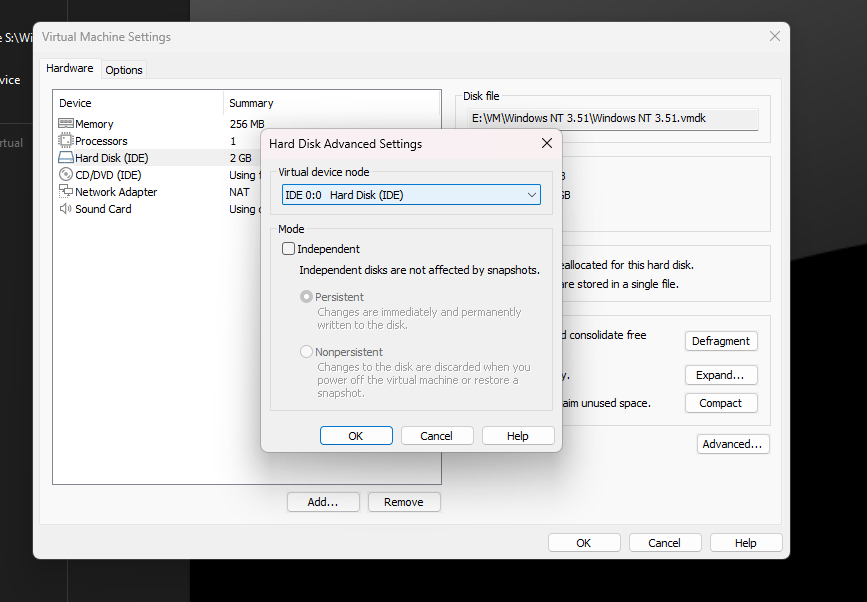 e S:\Wi
vice
rtual
Virtual Machine Settings
Hardware Options
Device Summary
Memory 256 MB
Processors 1
Hard Disk (IDE) 2 GB
CD/DVD (IDE) Using
Network Adapter NAT
Sound Card Using
Add... Remove
Disk file
E:\VM\Windows NT 3.51\Windows NT 3.51.vmdk
B
GB
eallocated for this hard disk.
are stored in a single file.
d consolidate free
Defragment
y.
Expand...
aim unused space.
Compact
Advanced...
OK Cancel Help
Hard Disk Advanced Settings
Virtual device node
IDE 0:0 Hard Disk (IDE)
Mode
Independent
Independent disks are not affected by snapshots.
Persistent
Changes are immediately and permanently
written to the disk.
Nonpersistent
Changes to the disk are discarded when you
power off the virtual machine or restore a
snapshot.
OK Cancel Help